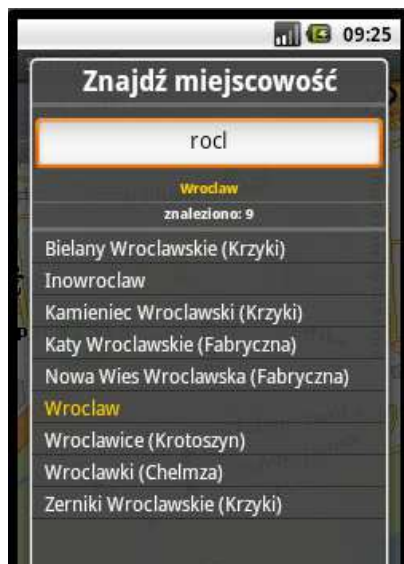 09:25
Znajdź miejscowość
rocl
Wroclaw
znaleziono: 9
Bielany Wroclawskie (Krzyki)
Inowroclaw
Kamieniec Wroclawski (Krzyki)
Katy Wroclawskie (Fabryczna)
Nowa Wies Wroclawska (Fabryczna)
Wroclaw
Wroclawice (Krotoszyn)
Wroclawki (Chelmza)
Zerniki Wroclawskie (Krzyki)